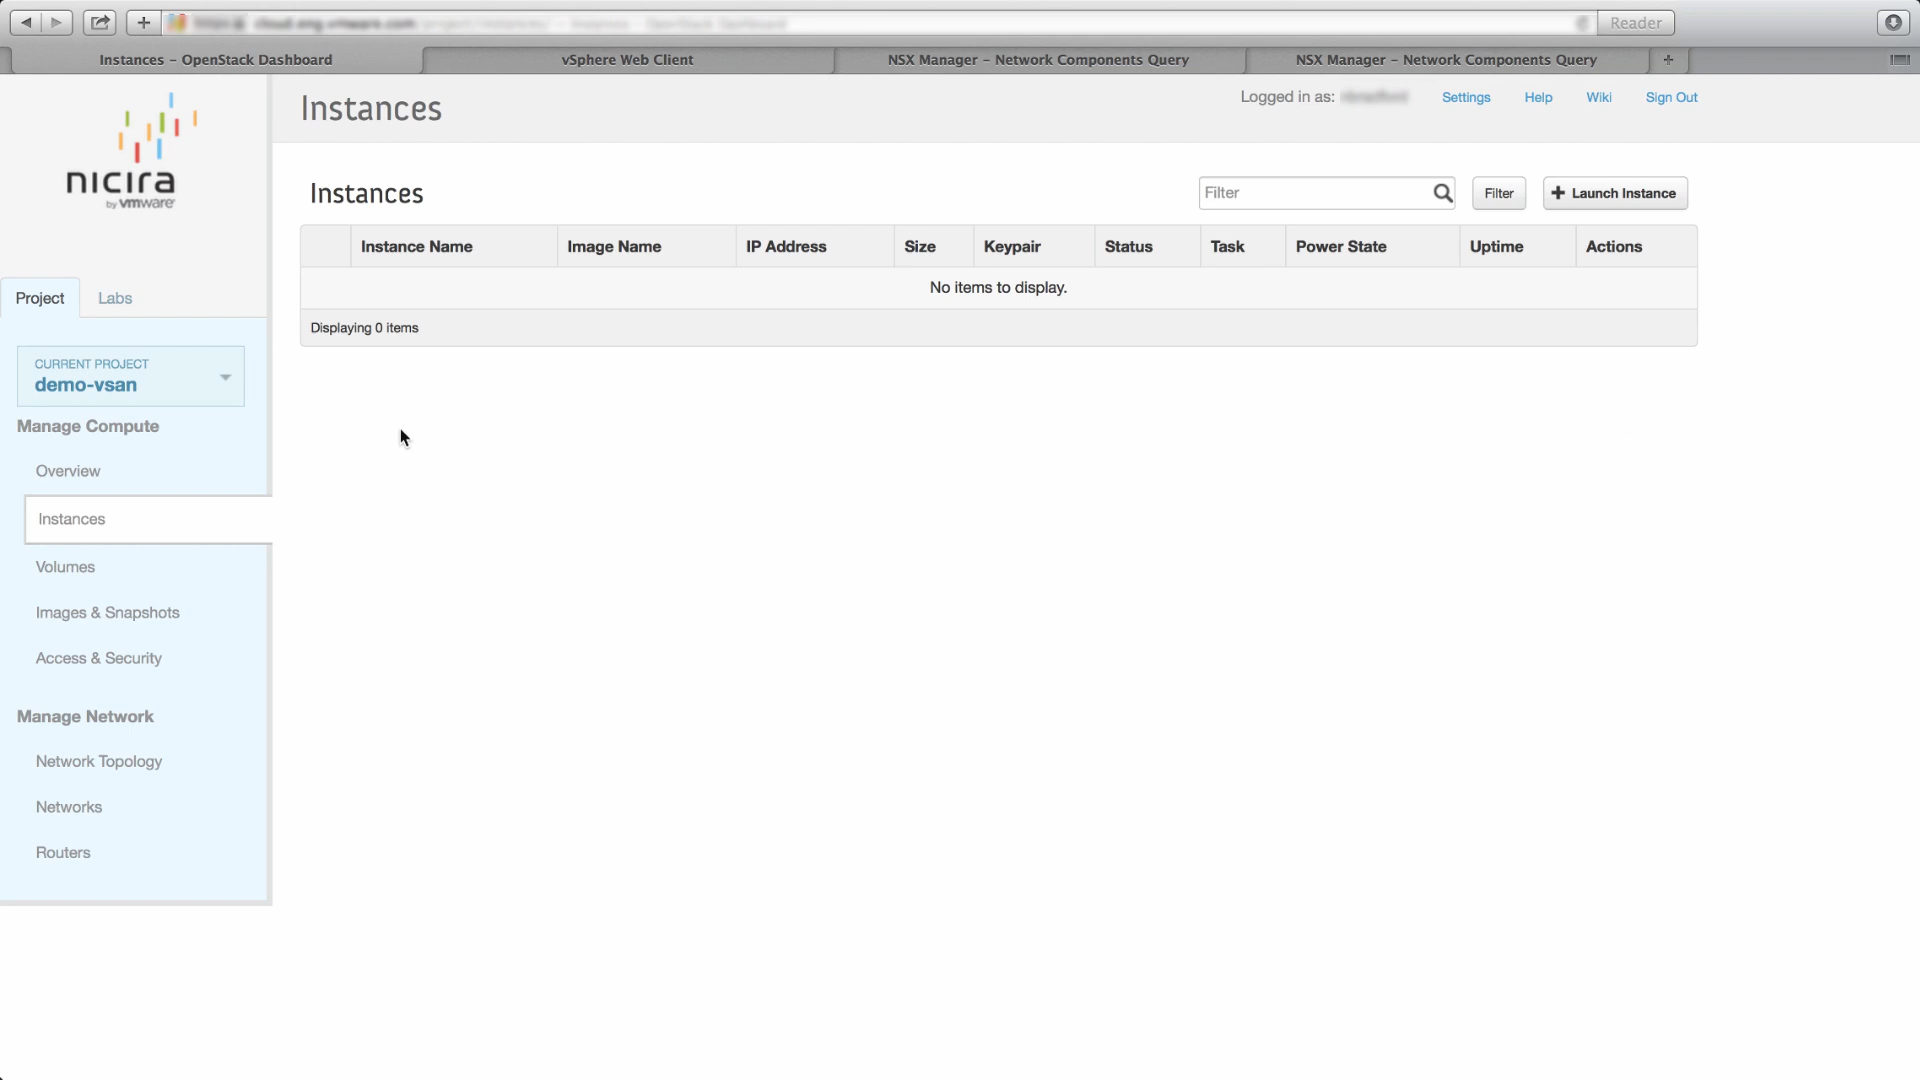 Reader
Instances – OpenStack Dashboard
vSphere Web Client
NSX Manager – Network Components Query
NSX Manager – Network Components Query
+
nicira
by vmware
Instances
Logged in as:
Settings
Help
Wiki
Sign Out
Project
Labs
CURRENT PROJECT
demo-vsan
Manage Compute
Overview
Instances
Volumes
Images & Snapshots
Access & Security
Manage Network
Network Topology
Networks
Routers
Instances
Filter
Filter
+ Launch Instance
Instance Name
Image Name
IP Address
Size
Keypair
Status
Task
Power State
Uptime
Actions
No items to display.
Displaying 0 items